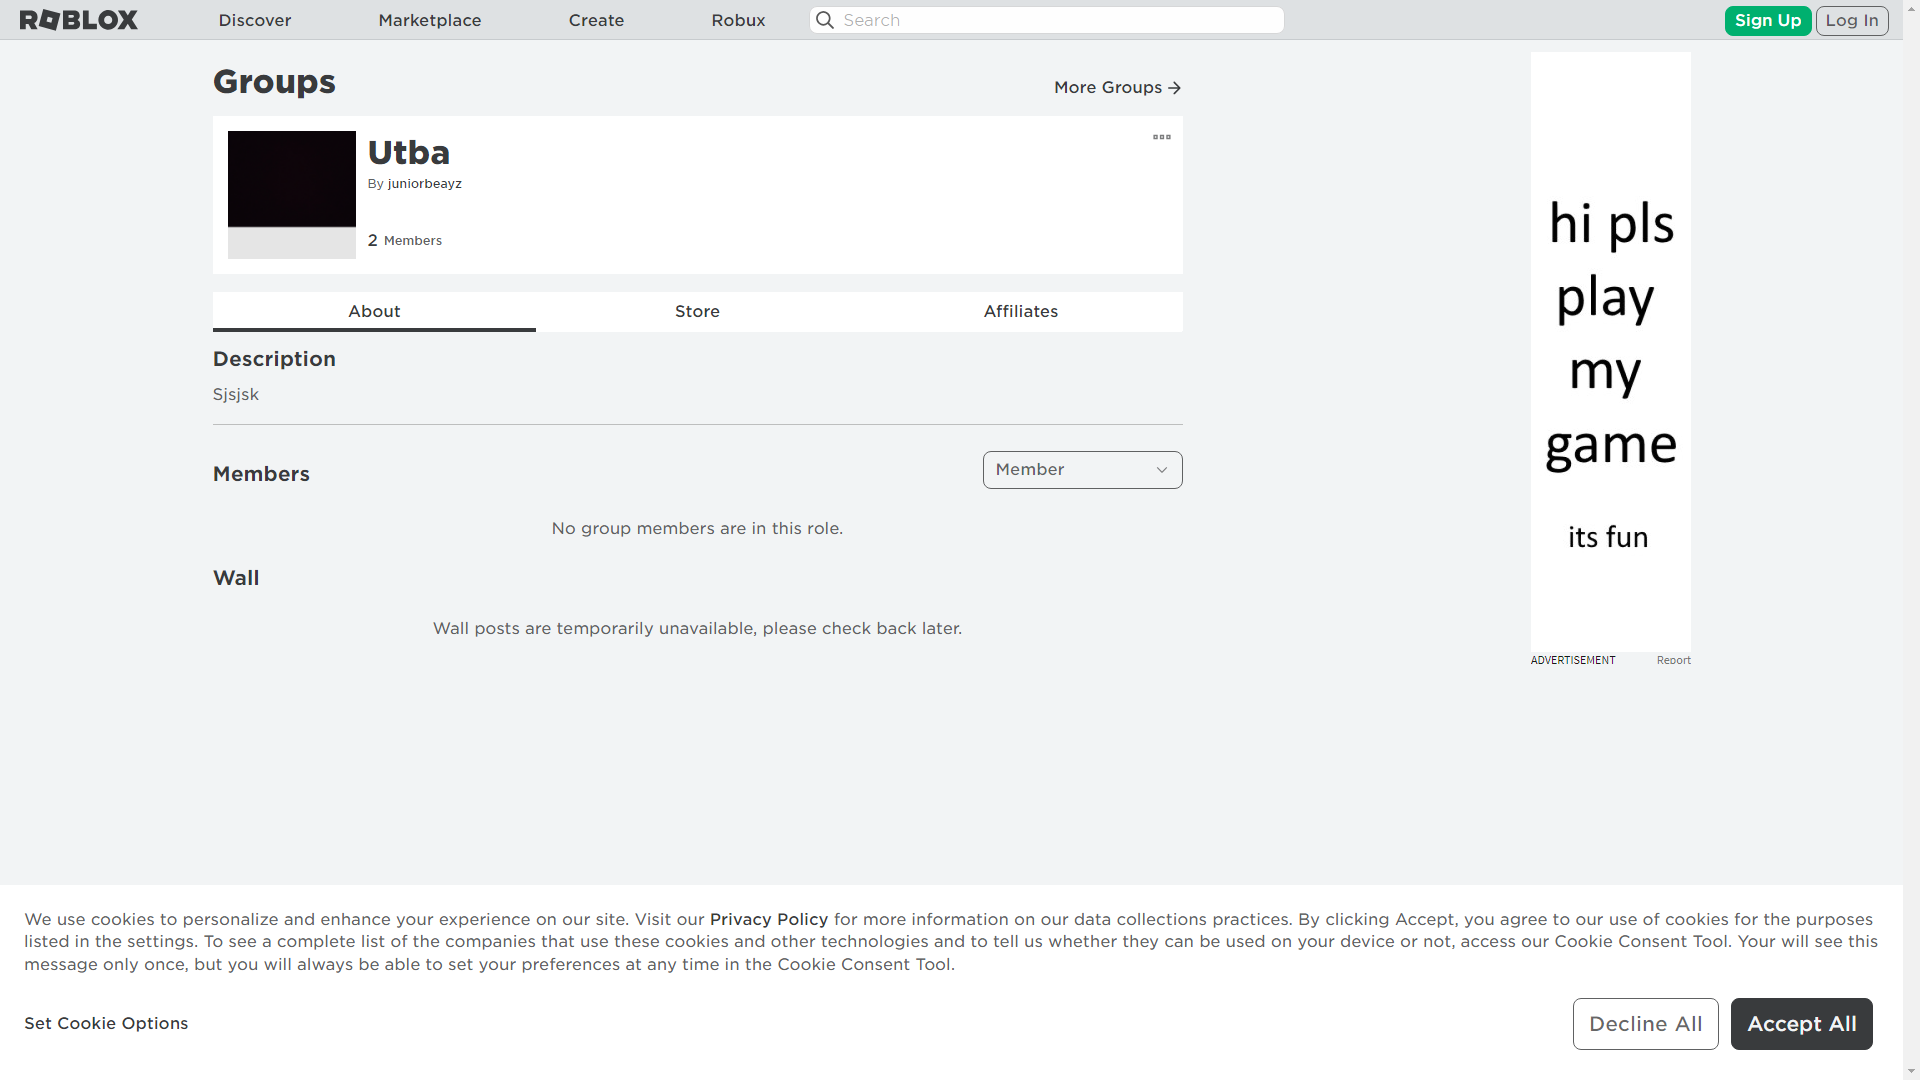 ROBLOX
Discover
Marketplace
Create
Robux
Search
Sign Up
Log In
Groups
More Groups
Utba
By juniorbeayz
2 Members
About
Store
Affiliates
Description
Sjsjsk
Members
Member
No group members are in this role.
Wall
Wall posts are temporarily unavailable, please check back later.
hi pls
play
my
game
its fun
ADVERTISEMENT
Report
We use cookies to personalize and enhance your experience on our site. Visit our Privacy Policy for more information on our data collections practices. By clicking Accept, you agree to our use of cookies for the purposes
listed in the settings. To see a complete list of the companies that use these cookies and other technologies and to tell us whether they can be used on your device or not, access our Cookie Consent Tool. Your will see this
message only once, but you will always be able to set your preferences at any time in the Cookie Consent Tool.
Set Cookie Options
Decline All
Accept All